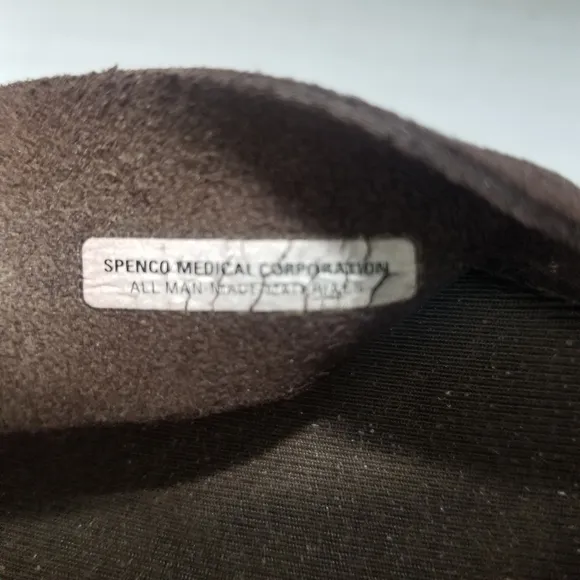 SPENCO MEDICAL CORPORATION
ALL MAN MADE MATERIALS